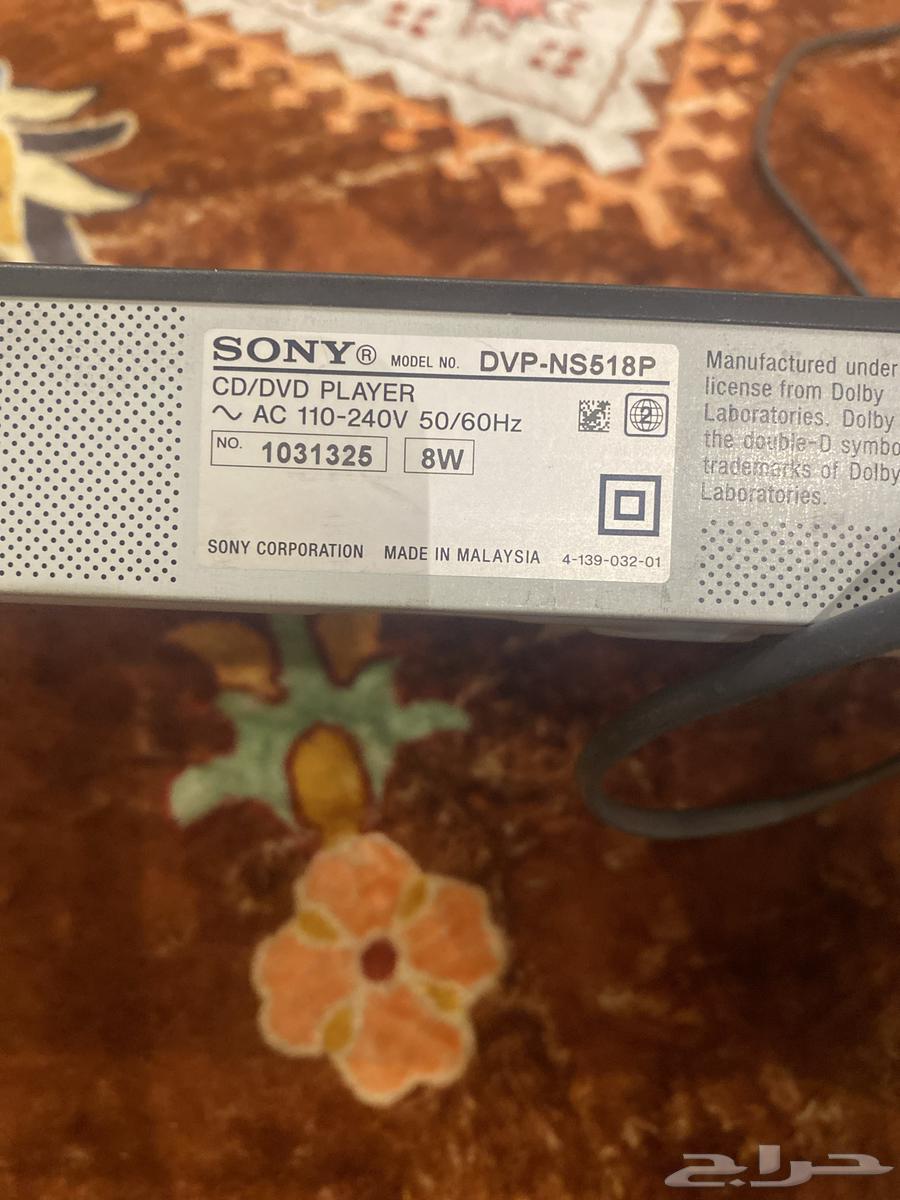 SONY® MODEL NO. DVP-NS518P
CD/DVD PLAYER
~ AC 110-240V 50/60Hz
2
NO. 1031325 8W
SONY CORPORATION MADE IN MALAYSIA 4-139-032-01
Manufactured under
license from Dolby
Laboratories. Dolby
the double-D symbo
trademarks of Dolby
Laboratories.
حراج